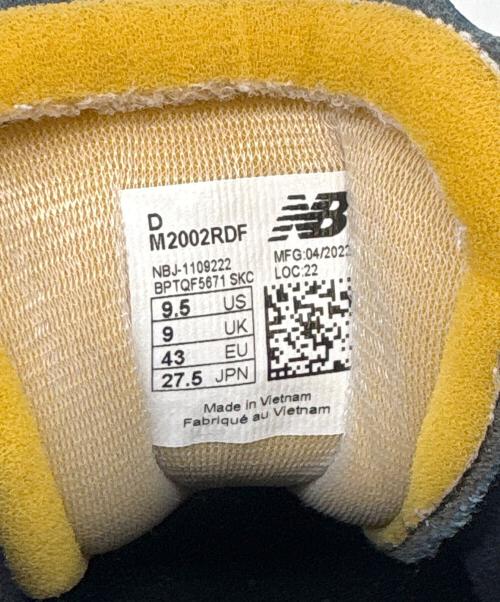 D
M2002RDF
NB
MFG:04/2022
LOC:22
NBJ-1109222
BPTQF5671 SKC
9.5 US
9 UK
43 EU
27.5 JPN
Made in Vietnam
Fabriqué au Vietnam